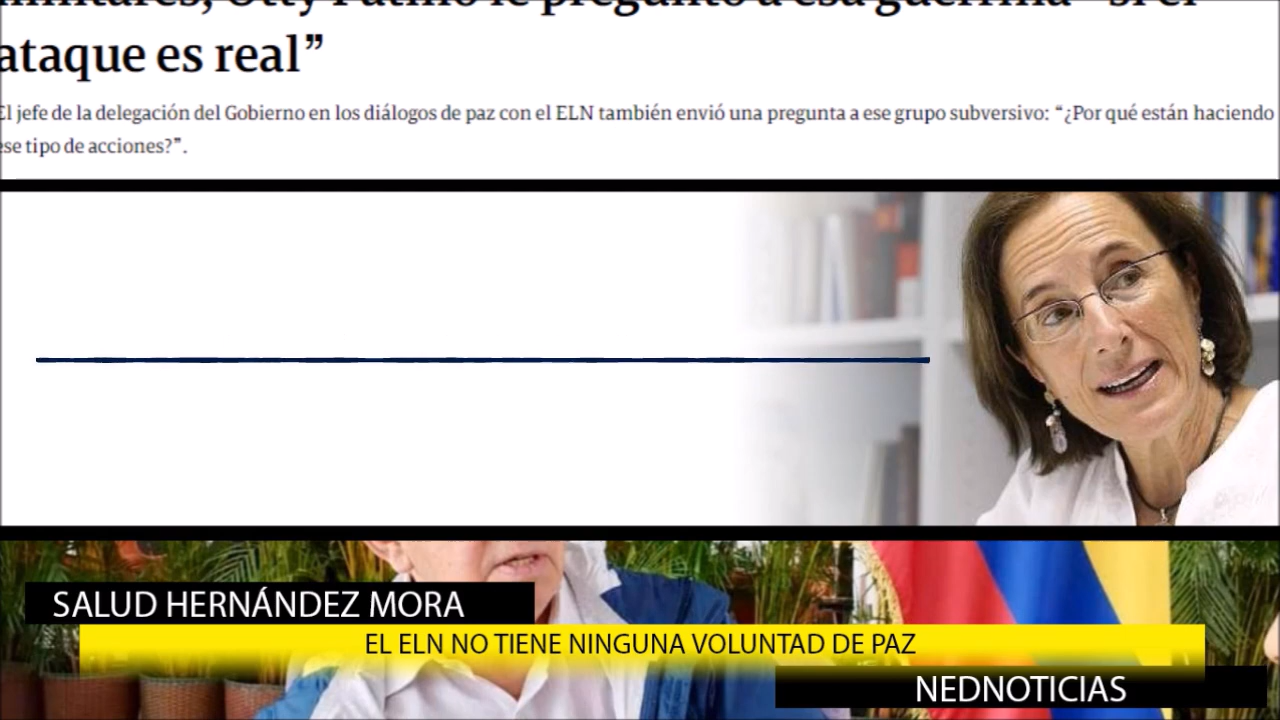 ataque es real”
El jefe de la delegación del Gobierno en los diálogos de paz con el ELN también envió una pregunta a ese grupo subversivo: “¿Por qué están haciendo
ese tipo de acciones?”.
SALUD HERNÁNDEZ MORA
EL ELN NO TIENE NINGUNA VOLUNTAD DE PAZ
NEDNOTICIAS